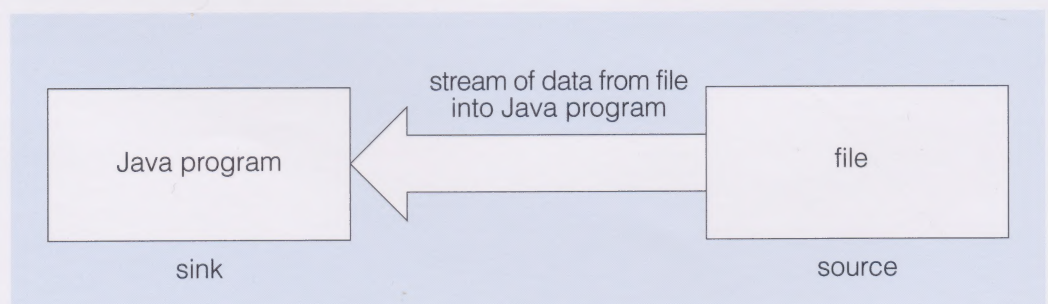 stream of data from file
into Java program
Java program
file
sink
source